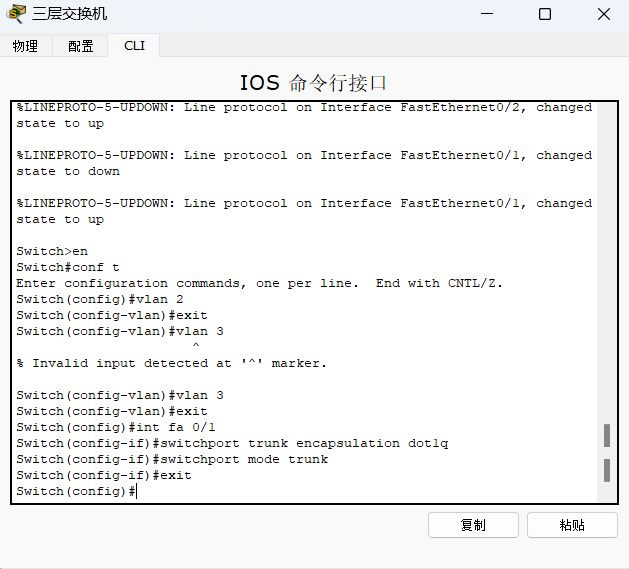 三层交换机
物理 配置 CLI
IOS 命令行接口
%LINEPROTO-5-UPDOWN: Line protocol on Interface FastEthernet0/2, changed
state to up
%LINEPROTO-5-UPDOWN: Line protocol on Interface FastEthernet0/1, changed
state to down
%LINEPROTO-5-UPDOWN: Line protocol on Interface FastEthernet0/1, changed
state to up
Switch>en
Switch#conf t
Enter configuration commands, one per line.  End with CNTL/Z.
Switch(config)#vlan 2
Switch(config-vlan)#exit
Switch(config-vlan)#vlan 3
^
% Invalid input detected at '^' marker.
Switch(config-vlan)#vlan 3
Switch(config-vlan)#exit
Switch(config)#int fa 0/1
Switch(config-if)#switchport trunk encapsulation dot1q
Switch(config-if)#switchport mode trunk
Switch(config-if)#exit
Switch(config)#
复制 粘贴